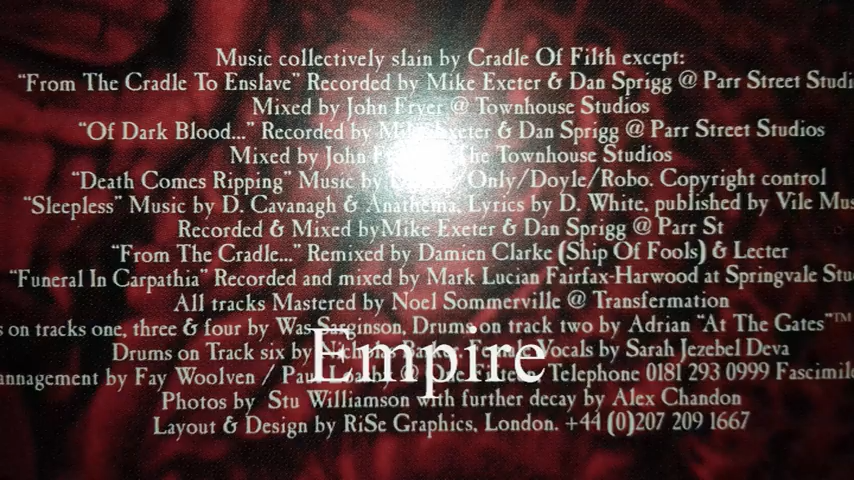 Music collectively slain by Cradle Of Filth except:
"From The Cradle To Enslave" Recorded by Mike Exeter & Dan Sprigg @ Parr Street Studi
Mixed by John Fryer @ Townhouse Studios
"Of Dark Blood..." Recorded by Mike Exeter & Dan Sprigg @ Parr Street Studios
Mixed by John The Townhouse Studios
"Death Comes Ripping" Music by Only/Doyle/Robo. Copyright control
"Sleepless" Music by D. Cavanagh & Anathema, Lyrics by D. White, published by Vile Mus
Recorded & Mixed byMike Exeter & Dan Sprigg @ Parr St
"From The Cradle..." Remixed by Damien Clarke (Ship Of Fools) & Lecter
"Funeral In Carpathia" Recorded and mixed by Mark Lucian Fairfax-Harwood at Springvale Stu
All tracks Mastered by Noel Sommerville @ Transfermation
s on tracks one, three & four by Was Sarginson, Drums on track two by Adrian "At The Gates"™
Drums on Track six by Vocals by Sarah Jezebel Deva
annagement by Fay Woolven / Paul @ Telephone 0181 293 0999 Fascimile
Empire
Photos by Stu Williamson with further decay by Alex Chandon
Layout & Design by RiSe Graphics, London. +44 (0)207 209 1667